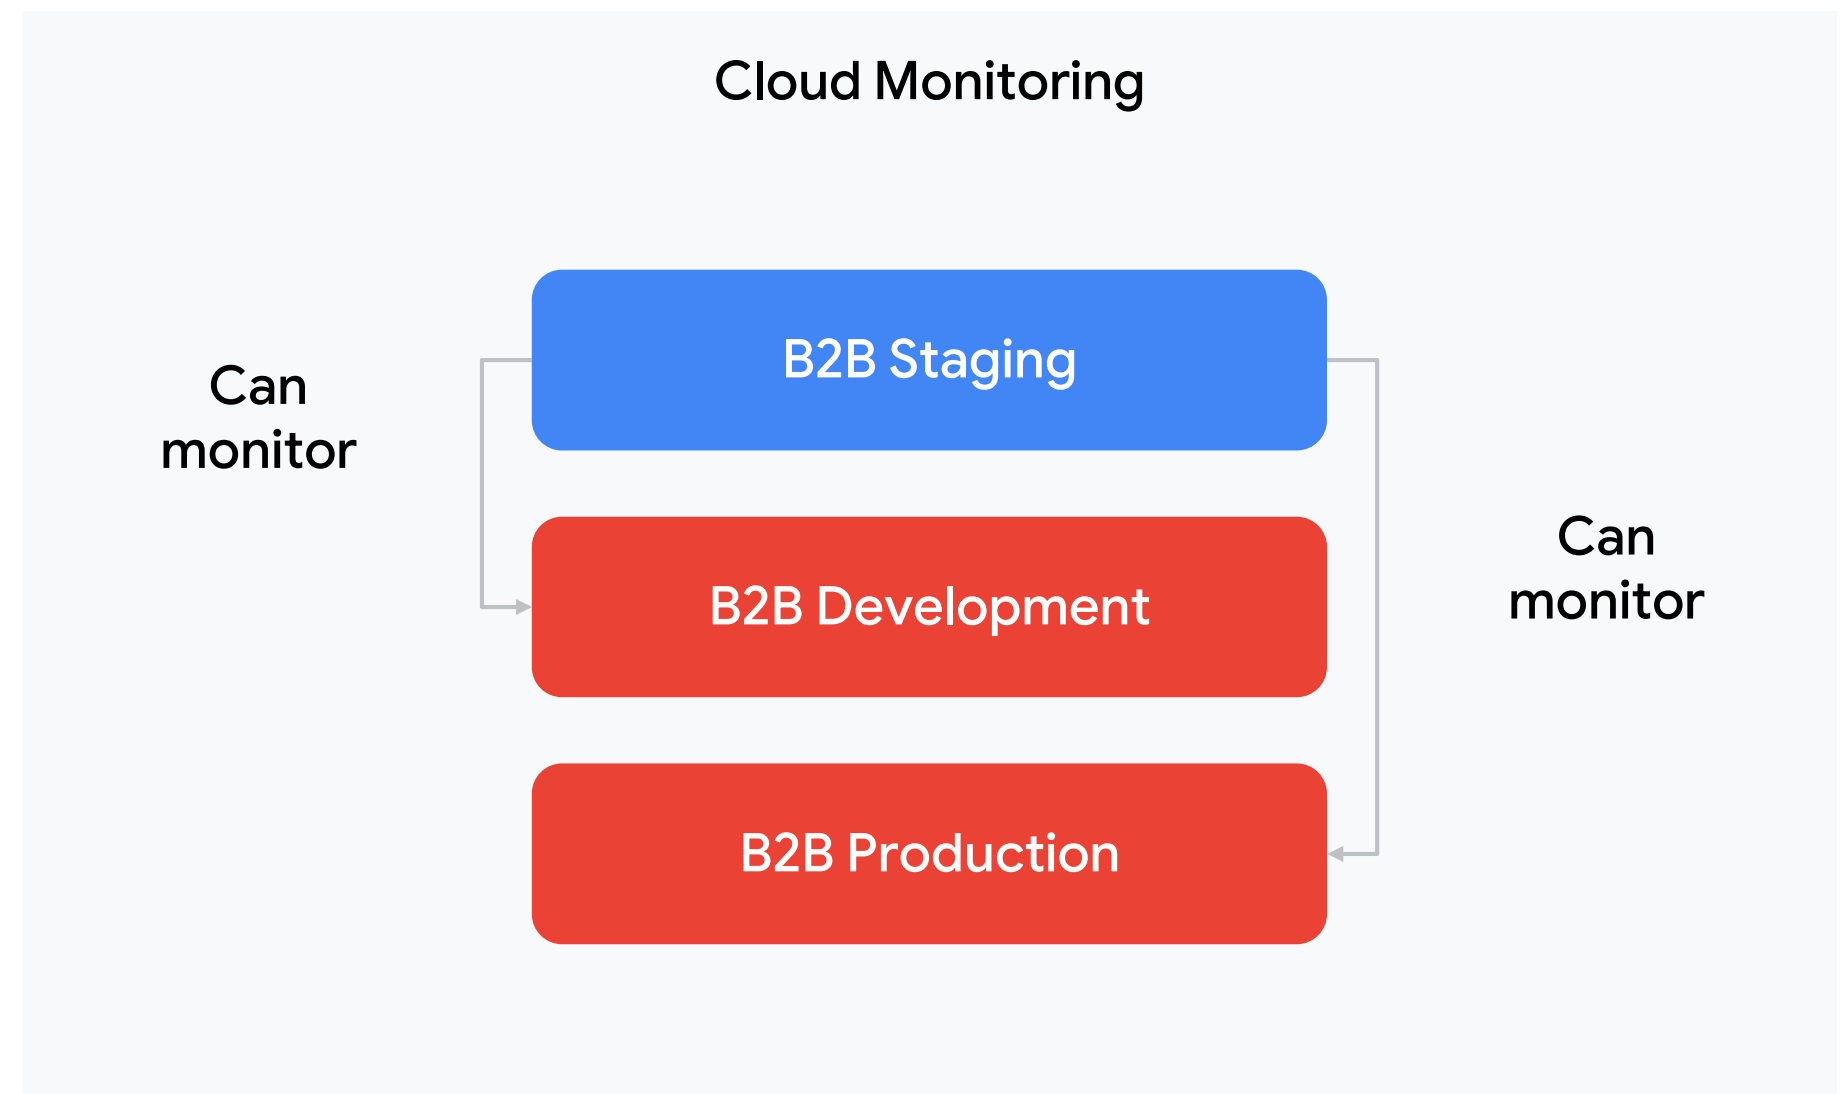 Cloud Monitoring
B2B Staging
Can
monitor
B2B Development
Can
monitor
B2B Production